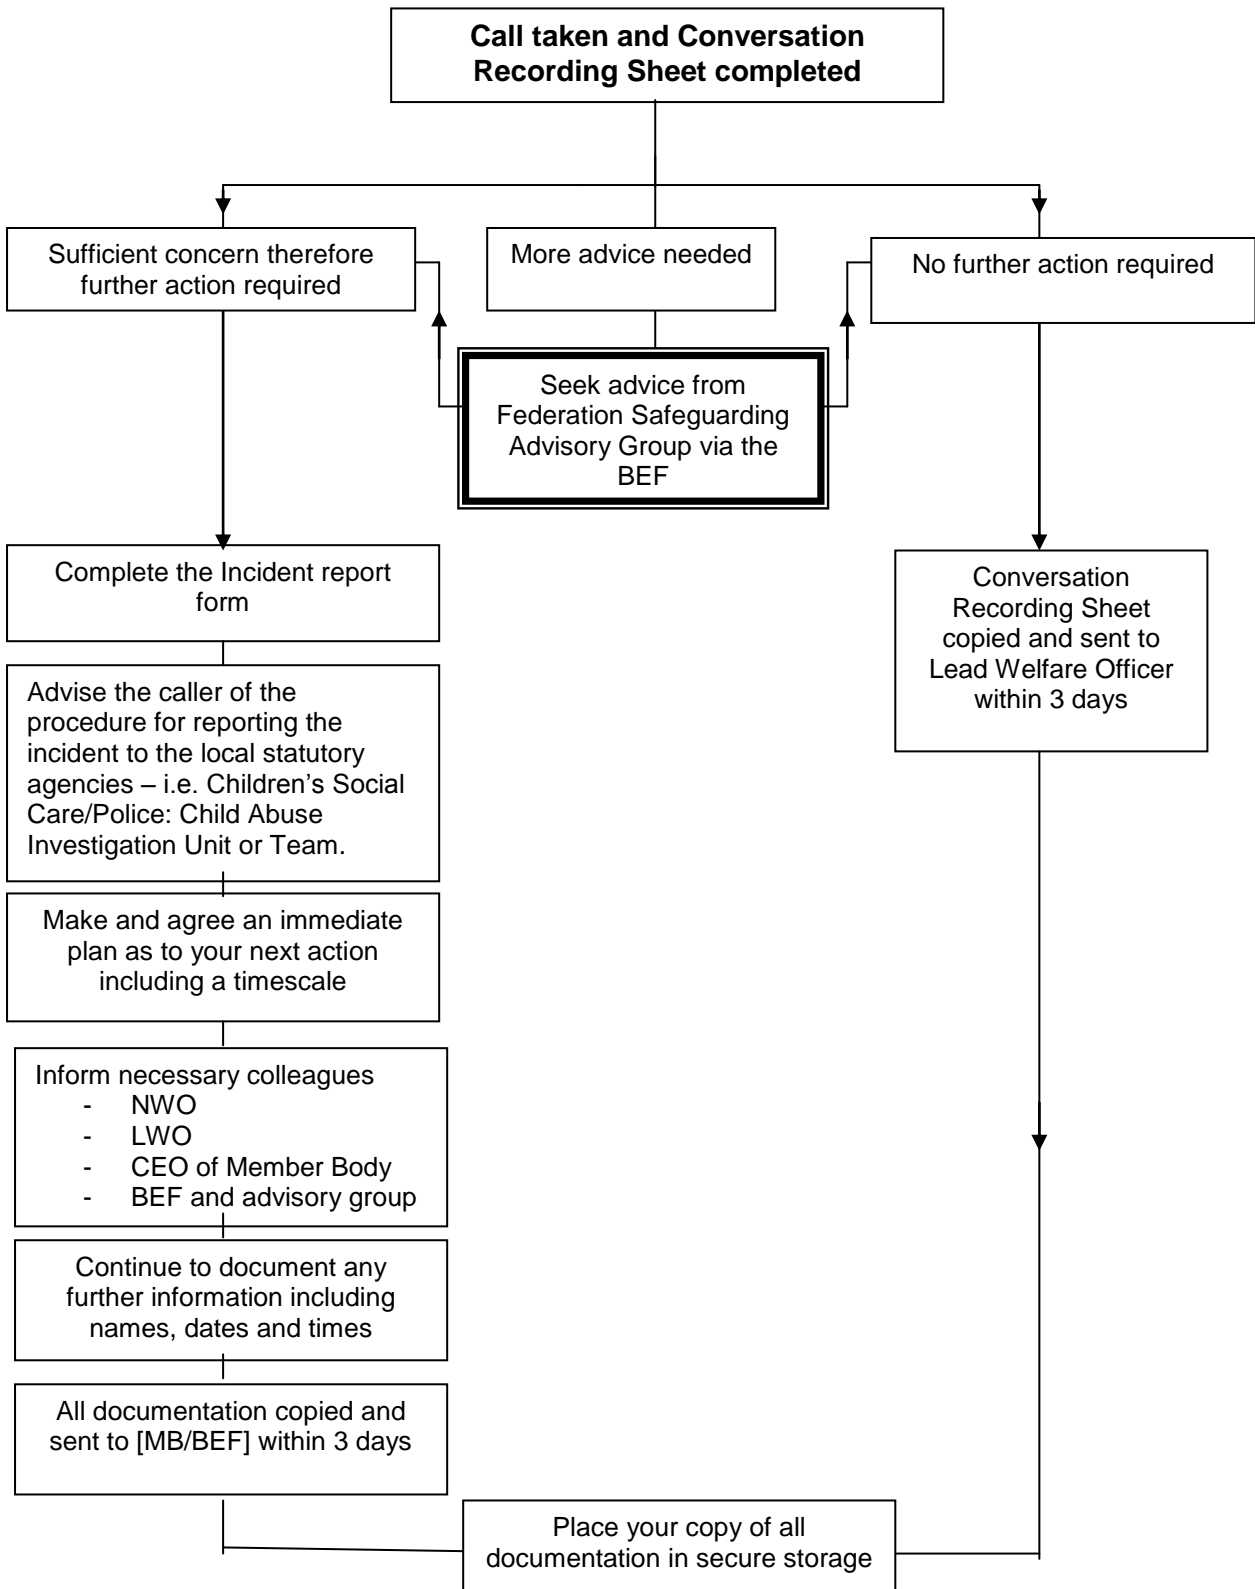 Call taken and Conversation
Recording Sheet completed
Sufficient concern therefore
further action required
More advice needed
No further action required
Seek advice from
Federation Safeguarding
Advisory Group via the
BEF
Complete the Incident report
form
Conversation
Recording Sheet
copied and sent to
Lead Welfare Officer
within 3 days
Advise the caller of the
procedure for reporting the
incident to the local statutory
agencies – i.e. Children’s Social
Care/Police: Child Abuse
Investigation Unit or Team.
Make and agree an immediate
plan as to your next action
including a timescale
Inform necessary colleagues
- NWO
- LWO
- CEO of Member Body
- BEF and advisory group
Continue to document any
further information including
names, dates and times
All documentation copied and
sent to [MB/BEF] within 3 days
Place your copy of all
documentation in secure storage